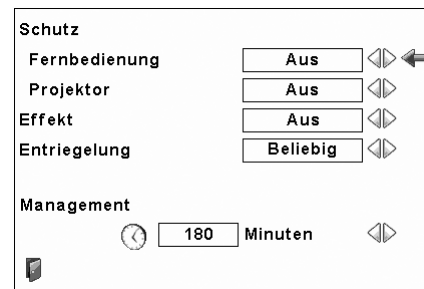 Schutz
Fernbedienung Aus
Projektor Aus
Effekt Aus
Entriegelung Beliebig
Management
180 Minuten